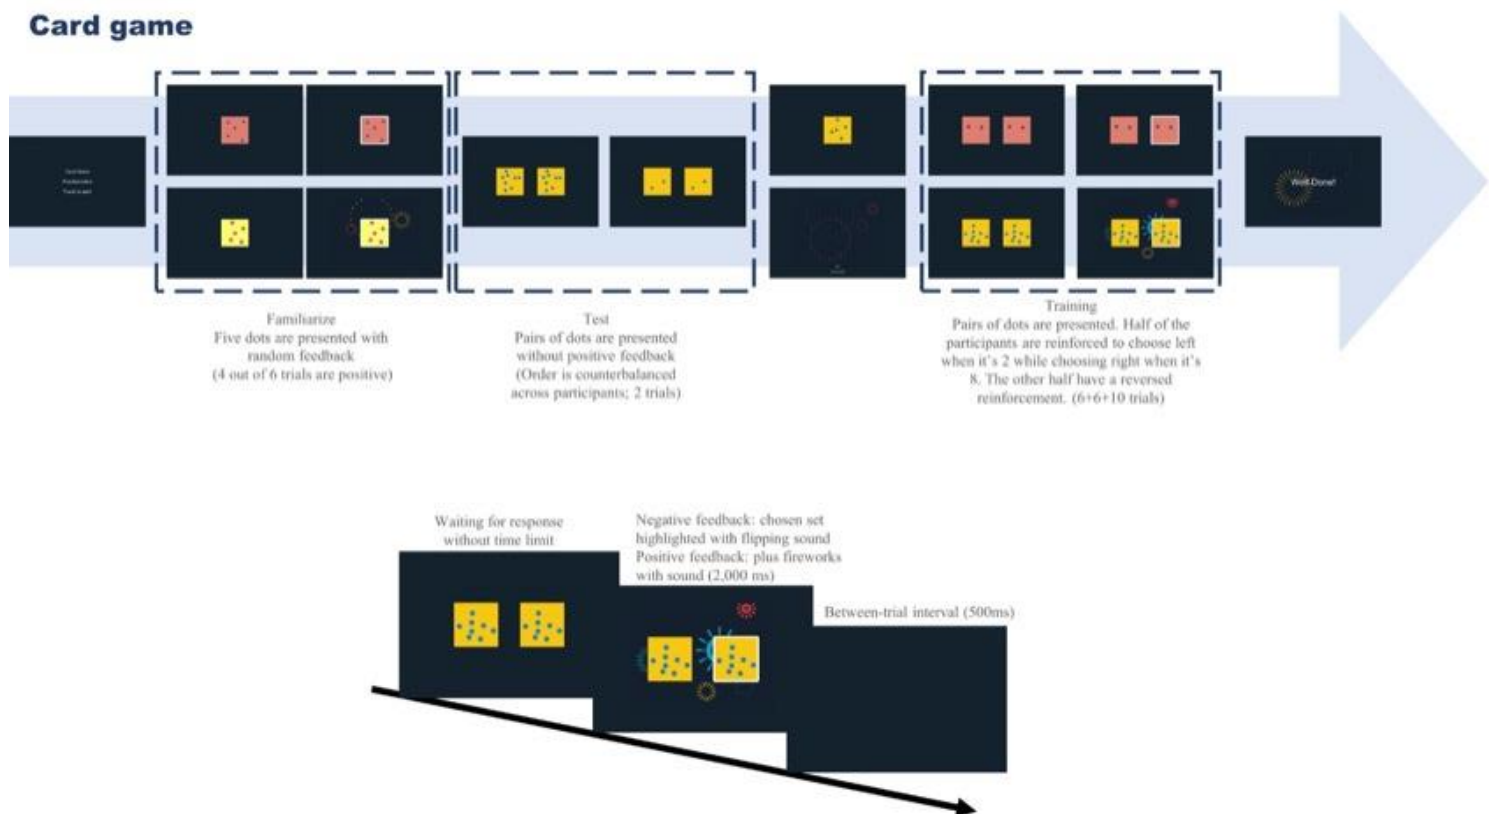 Card game
Well Done!
Familiarize
Five dots are presented with
random feedback
(4 out of 6 trials are positive)
Test
Pairs of dots are presented
without positive feedback
(Order is counterbalanced
across participants; 2 trials)
Training
Pairs of dots are presented. Half of the
participants are reinforced to choose left
when it's 2 while choosing right when it's
8. The other half have a reversed
reinforcement. (6+6+10 trials)
Waiting for response
without time limit
Negative feedback: chosen set
highlighted with flipping sound
Positive feedback: plus fireworks
with sound (2,000 ms)
Between-trial interval (500ms)